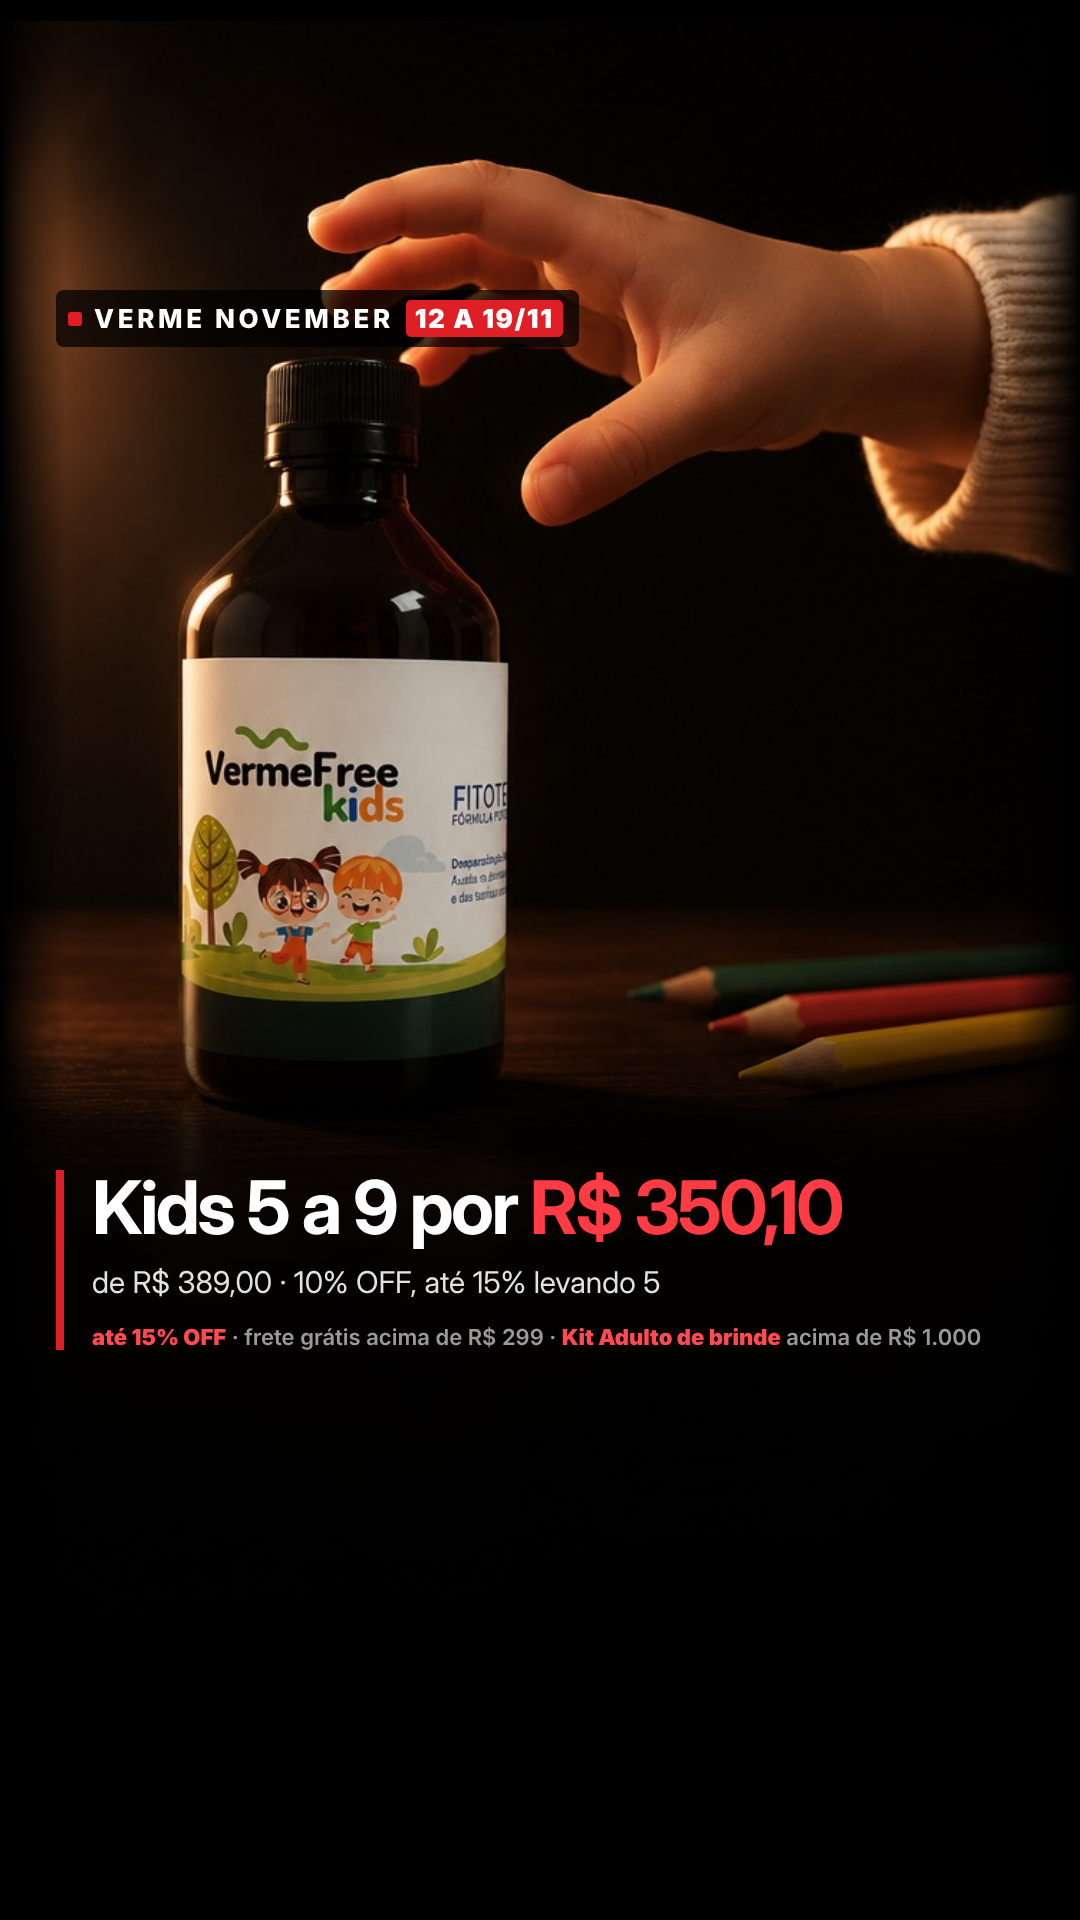 VERME NOVEMBER 12 A 19/11
VermeFree
kids
FITOTE
FÓRMULA
e das
Kids 5 a 9 por R$ 350,10
de R$ 389,00 · 10% OFF, até 15% levando 5
até 15% OFF · frete grátis acima de R$ 299 · Kit Adulto de brinde acima de R$ 1.000